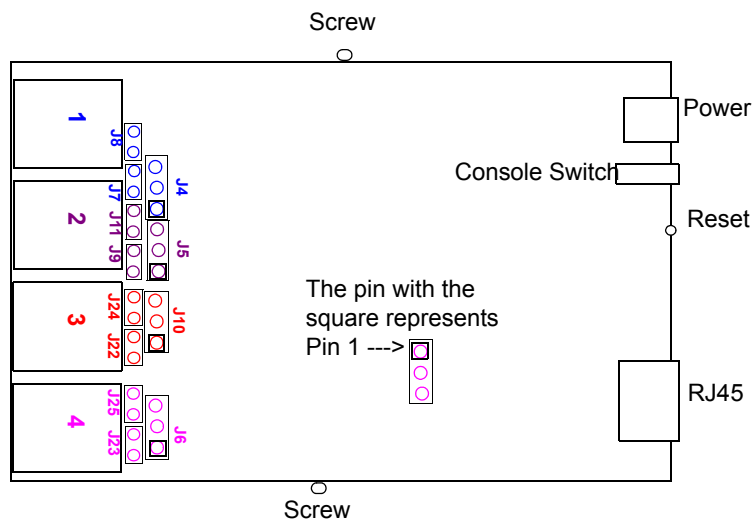 Screw
Power
1
J8
J7
J4
Console Switch
2
J11
J9
J5
Reset
The pin with the
square represents
Pin 1 --->
3
J24
J22
J10
RJ45
4
J25
J23
J6
Screw